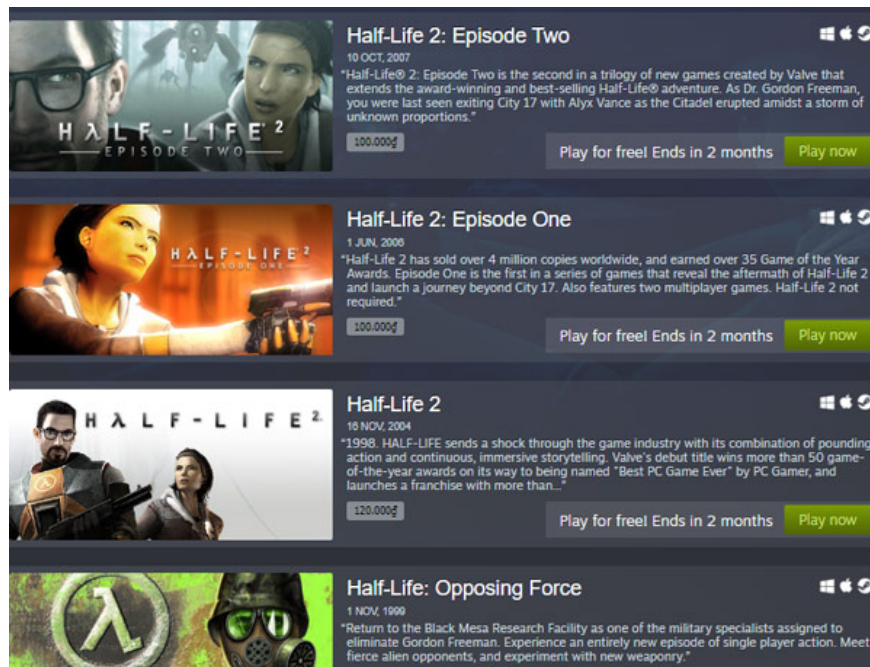 HALF-LIFE 2
EPISODE TWO
Half-Life 2: Episode Two
10 OCT, 2007
"Half-Life® 2: Episode Two is the second in a trilogy of new games created by Valve that
extends the award-winning and best-selling Half-Life® adventure. As Dr. Gordon Freeman,
you were last seen exiting City 17 with Alyx Vance as the Citadel erupted amidst a storm of
unknown proportions."
100.000₫
Play for free! Ends in 2 months
Play now
HλLF-LIFE 2
EPISODE ONE
Half-Life 2: Episode One
1 JUN, 2006
"Half-Life 2 has sold over 4 million copies worldwide, and earned over 35 Game of the Year
Awards. Episode One is the first in a series of games that reveal the aftermath of Half-Life 2
and launch a journey beyond City 17. Also features two multiplayer games. Half-Life 2 not
required."
100.000₫
Play for free! Ends in 2 months
Play now
HλLF-LIFE 2
Half-Life 2
16 NOV, 2004
"1998. HALF-LIFE sends a shock through the game industry with its combination of pounding
action and continuous, immersive storytelling. Valve's debut title wins more than 50 game-
of-the-year awards on its way to being named "Best PC Game Ever" by PC Gamer, and
launches a franchise with more than..."
120.000₫
Play for free! Ends in 2 months
Play now
Half-Life: Opposing Force
1 NOV, 1999
"Return to the Black Mesa Research Facility as one of the military specialists assigned to
eliminate Gordon Freeman. Experience an entirely new episode of single player action. Meet
fierce alien opponents, and experiment with new weaponry."